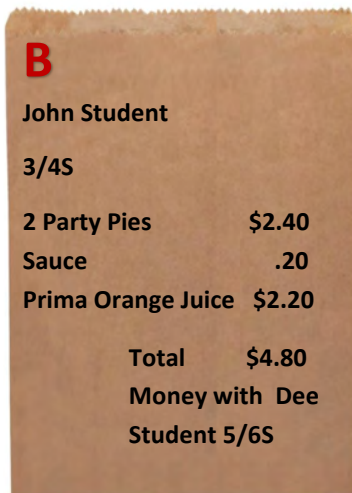 B
John Student
3/4S
2 Party Pies $2.40
Sauce .20
Prima Orange Juice $2.20
Total $4.80
Money with Dee
Student 5/6S